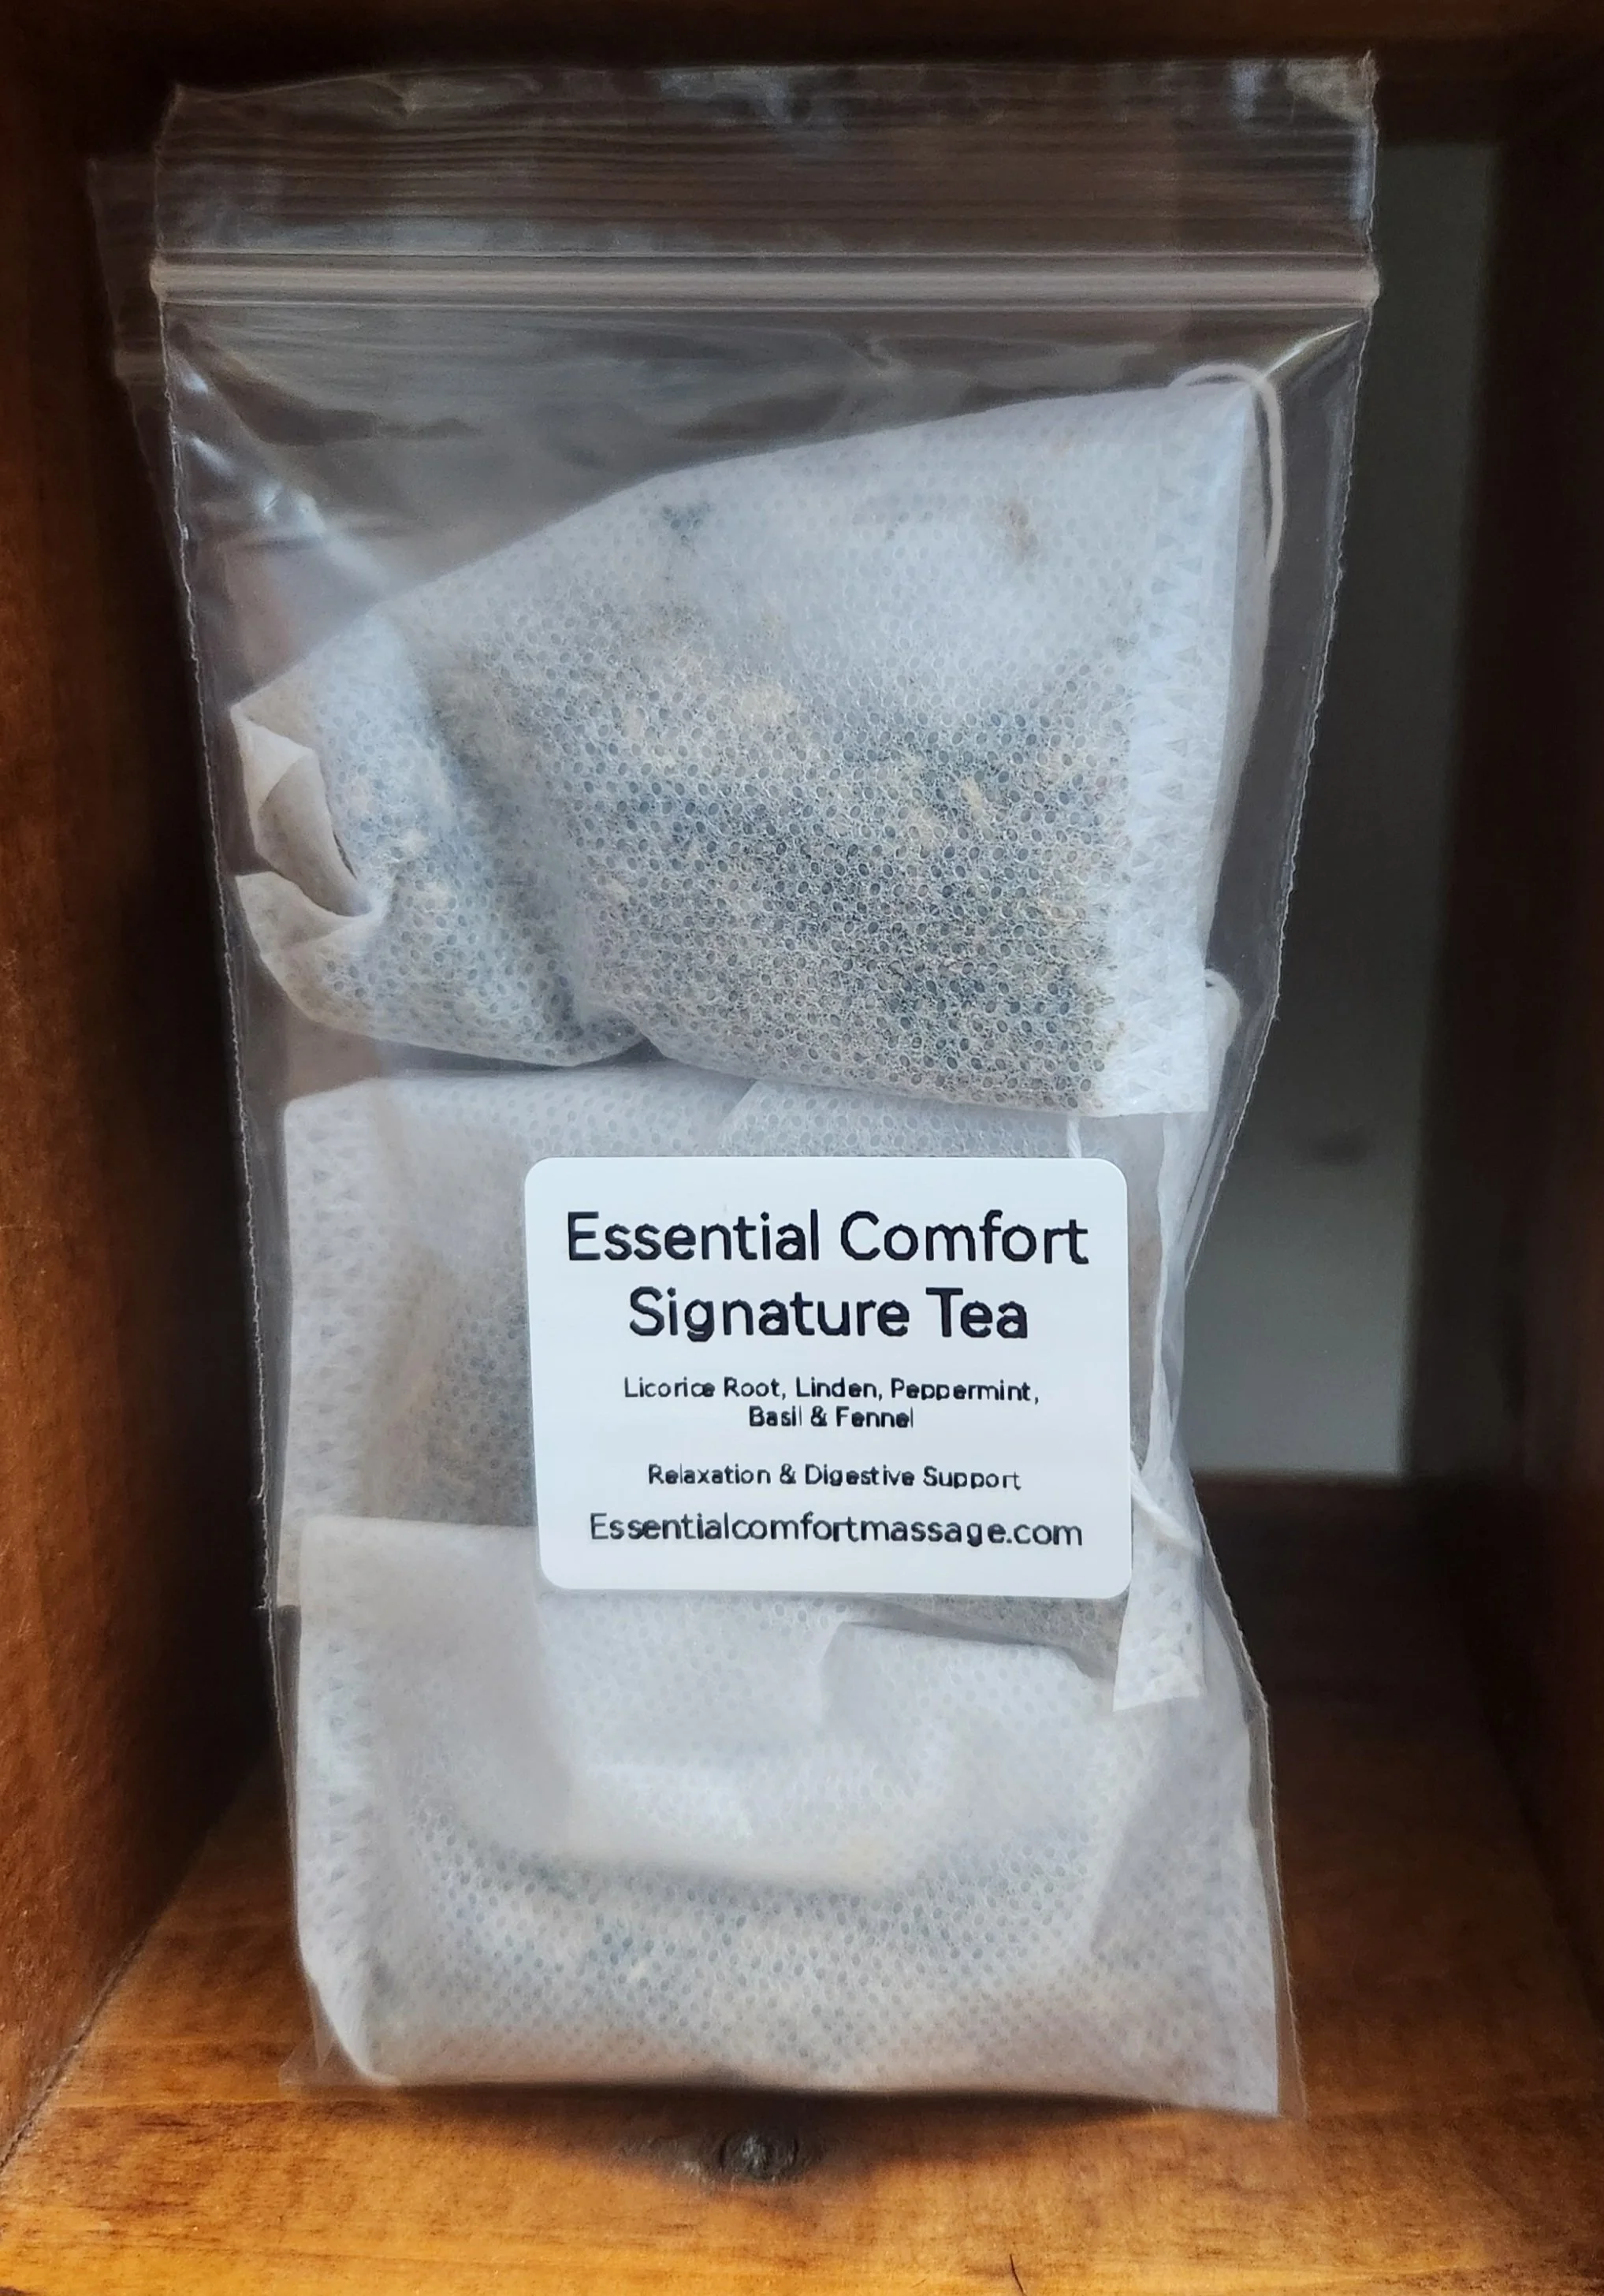 Essential Comfort
Signature Tea
Licorice Root, Linden, Peppermint,
Basil & Fennel
Relaxation & Digestive Support
Essentialcomfortmassage.com